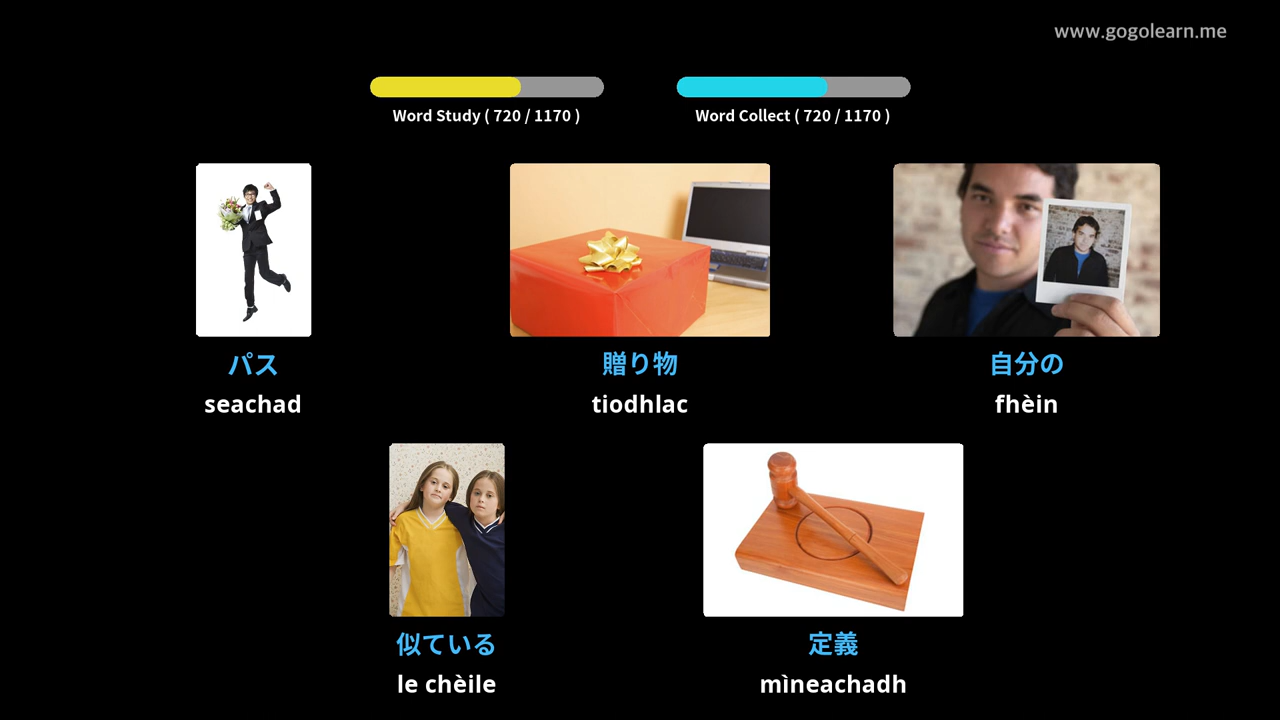 www.gogolearn.me
Word Study ( 720 / 1170 )
Word Collect ( 720 / 1170 )
パス
seachad
贈り物
tiodhlac
自分の
fhèin
似ている
le chèile
定義
mìneachadh